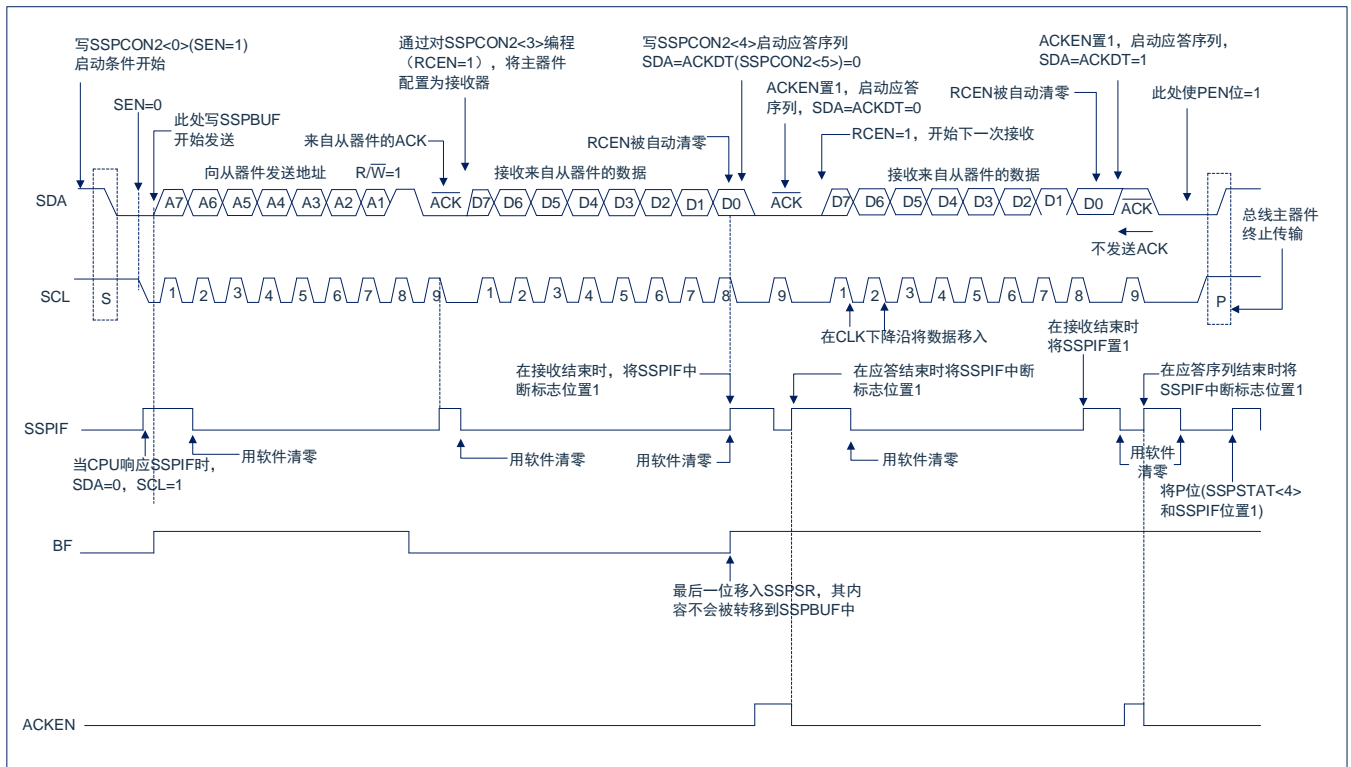 写SSPCON2<0>(SEN=1)
启动条件开始
通过对SSPCON2<3>编程
（RCEN=1），将主器件
配置为接收器
写SSPCON2<4>启动应答序列
SDA=ACKDT(SSPCON2<5>)=0
ACKEN置1，启动应答序列，
SDA=ACKDT=1
ACKEN置1，启动应答
序列，SDA=ACKDT=0
RCEN被自动清零
此处使PEN位=1
SEN=0
此处写SSPBUF
开始发送
来自从器件的ACK
RCEN被自动清零
RCEN=1，开始下一次接收
向从器件发送地址
R/W=1
接收来自从器件的数据
接收来自从器件的数据
SDA
A7 A6 A5 A4 A3 A2 A1 ACK D7 D6 D5 D4 D3 D2 D1 D0 ACK D7 D6 D5 D4 D3 D2 D1 D0 ACK
总线主器件
终止传输
不发送ACK
SCL
S 1 2 3 4 5 6 7 8 9 1 2 3 4 5 6 7 8 9 1 2 3 4 5 6 7 8 9 P
在CLK下降沿将数据移入
在接收结束时
将SSPIF置1
在接收结束时，将SSPIF中
断标志位置1
在应答结束时将SSPIF中断
标志位置1
在应答序列结束时将
SSPIF中断标志位置1
SSPIF
当CPU响应SSPIF时，
SDA=0，SCL=1
用软件清零
用软件清零
用软件清零
用软件清零
用软件
清零
将P位(SSPSTAT<4>
和SSPIF位置1)
BF
最后一位移入SSPSR，其内
容不会被转移到SSPBUF中
ACKEN